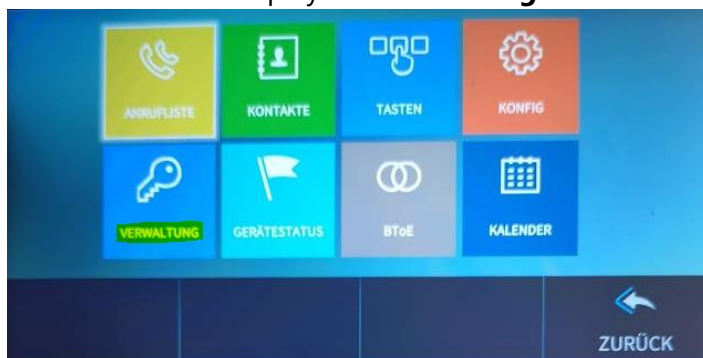 ANRUFLISTE
KONTAKTE
TASTEN
KONFIG
VERWALTUNG
GERÄTESTATUS
BToE
KALENDER
ZURÜCK